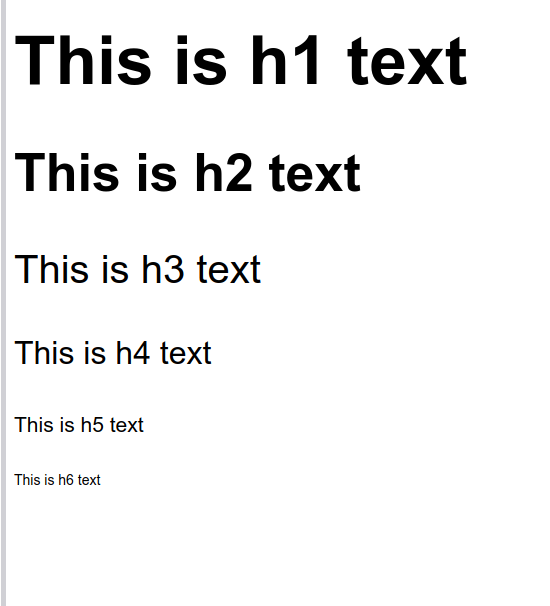 This is h1 text
This is h2 text
This is h3 text
This is h4 text
This is h5 text
This is h6 text